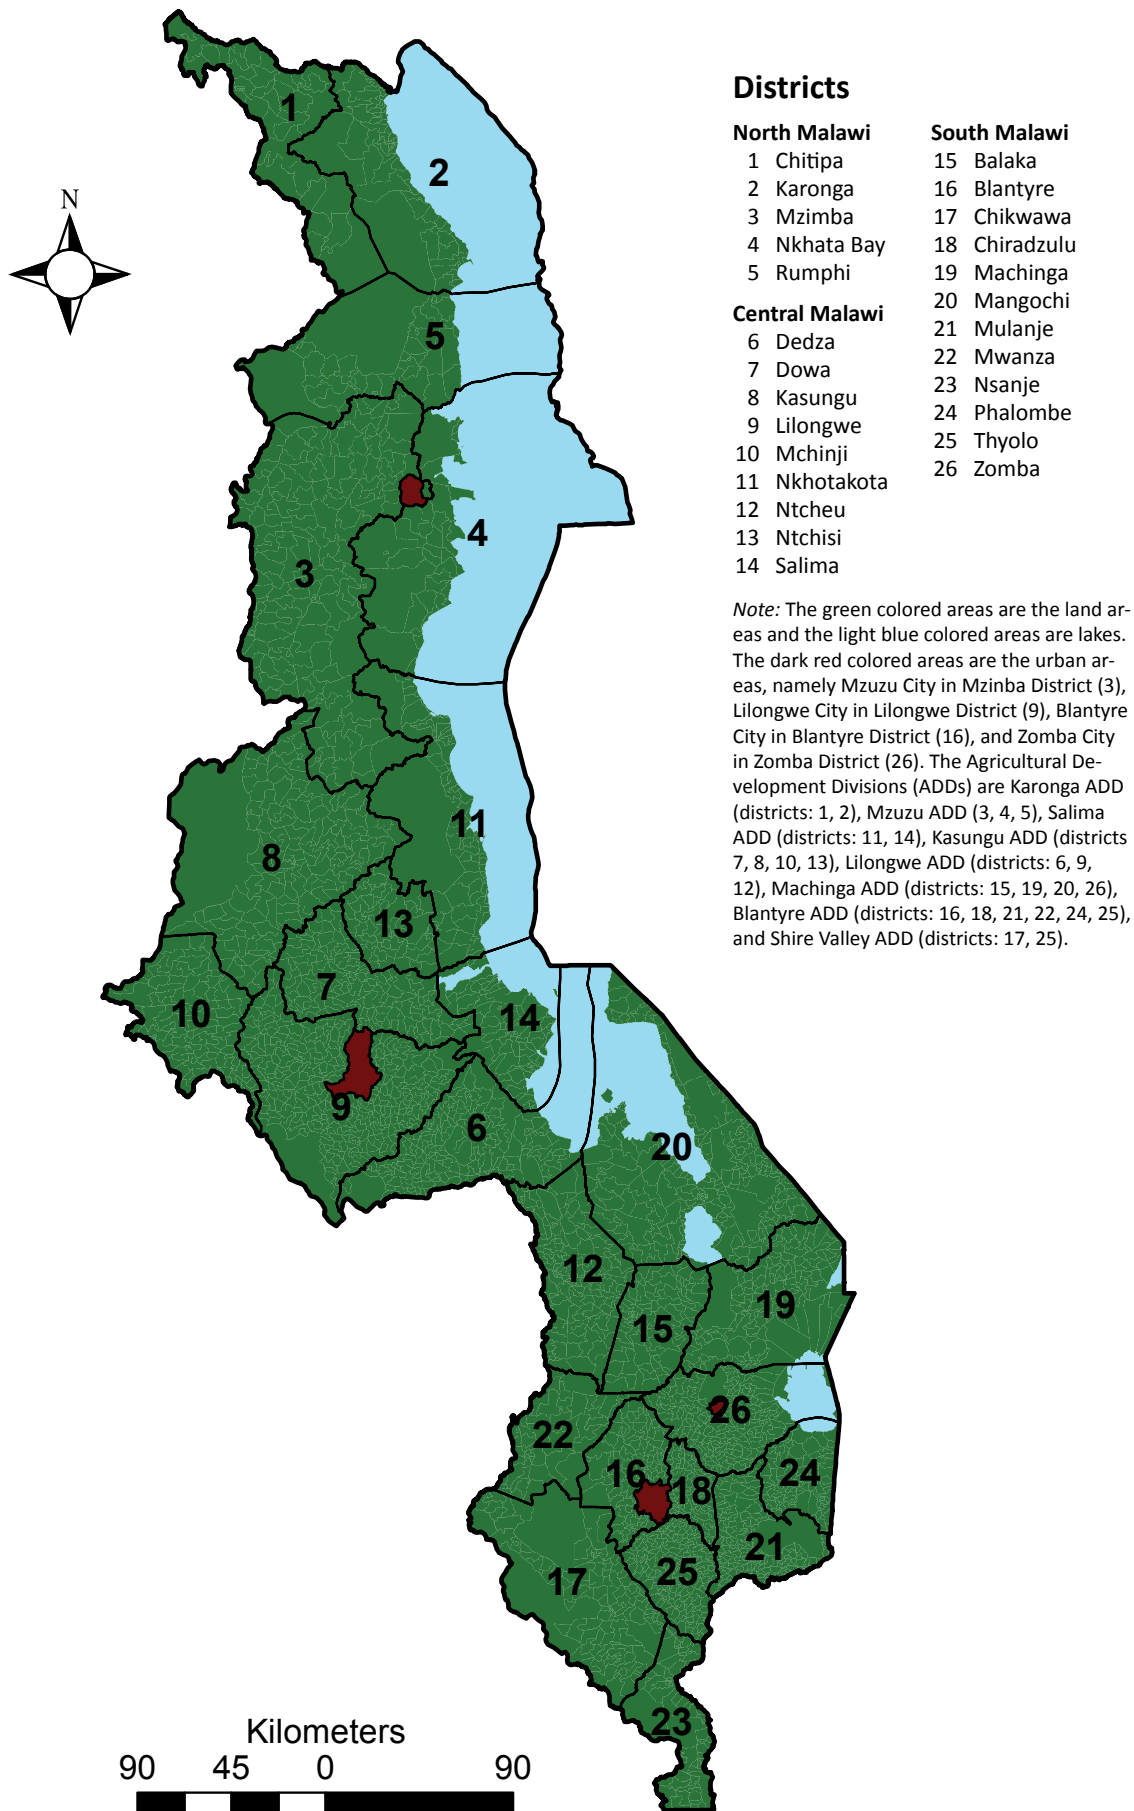 Districts
North Malawi
1 Chitipa
2 Karonga
3 Mzimba
4 Nkhata Bay
5 Rumphi
Central Malawi
6 Dedza
7 Dowa
8 Kasungu
9 Lilongwe
10 Mchinji
11 Nkhotakota
12 Ntcheu
13 Ntchisi
14 Salima
South Malawi
15 Balaka
16 Blantyre
17 Chikwawa
18 Chiradzulu
19 Machinga
20 Mangochi
21 Mulanje
22 Mwanza
23 Nsanje
24 Phalombe
25 Thyolo
26 Zomba
Note: The green colored areas are the land ar-
eas and the light blue colored areas are lakes.
The dark red colored areas are the urban ar-
eas, namely Mzuzu City in Mzinba District (3),
Lilongwe City in Lilongwe District (9), Blantyre
City in Blantyre District (16), and Zomba City
in Zomba District (26). The Agricultural De-
velopment Divisions (ADDs) are Karonga ADD
(districts: 1, 2), Mzuzu ADD (3, 4, 5), Salima
ADD (districts: 11, 14), Kasungu ADD (districts
7, 8, 10, 13), Lilongwe ADD (districts: 6, 9,
12), Machinga ADD (districts: 15, 19, 20, 26),
Blantyre ADD (districts: 16, 18, 21, 22, 24, 25),
and Shire Valley ADD (districts: 17, 25).
N
1
2
5
4
3
11
8
13
7
10
14
9
6
20
12
19
15
26
22
16
18
24
21
25
17
23
Kilometers
90 45 0 90